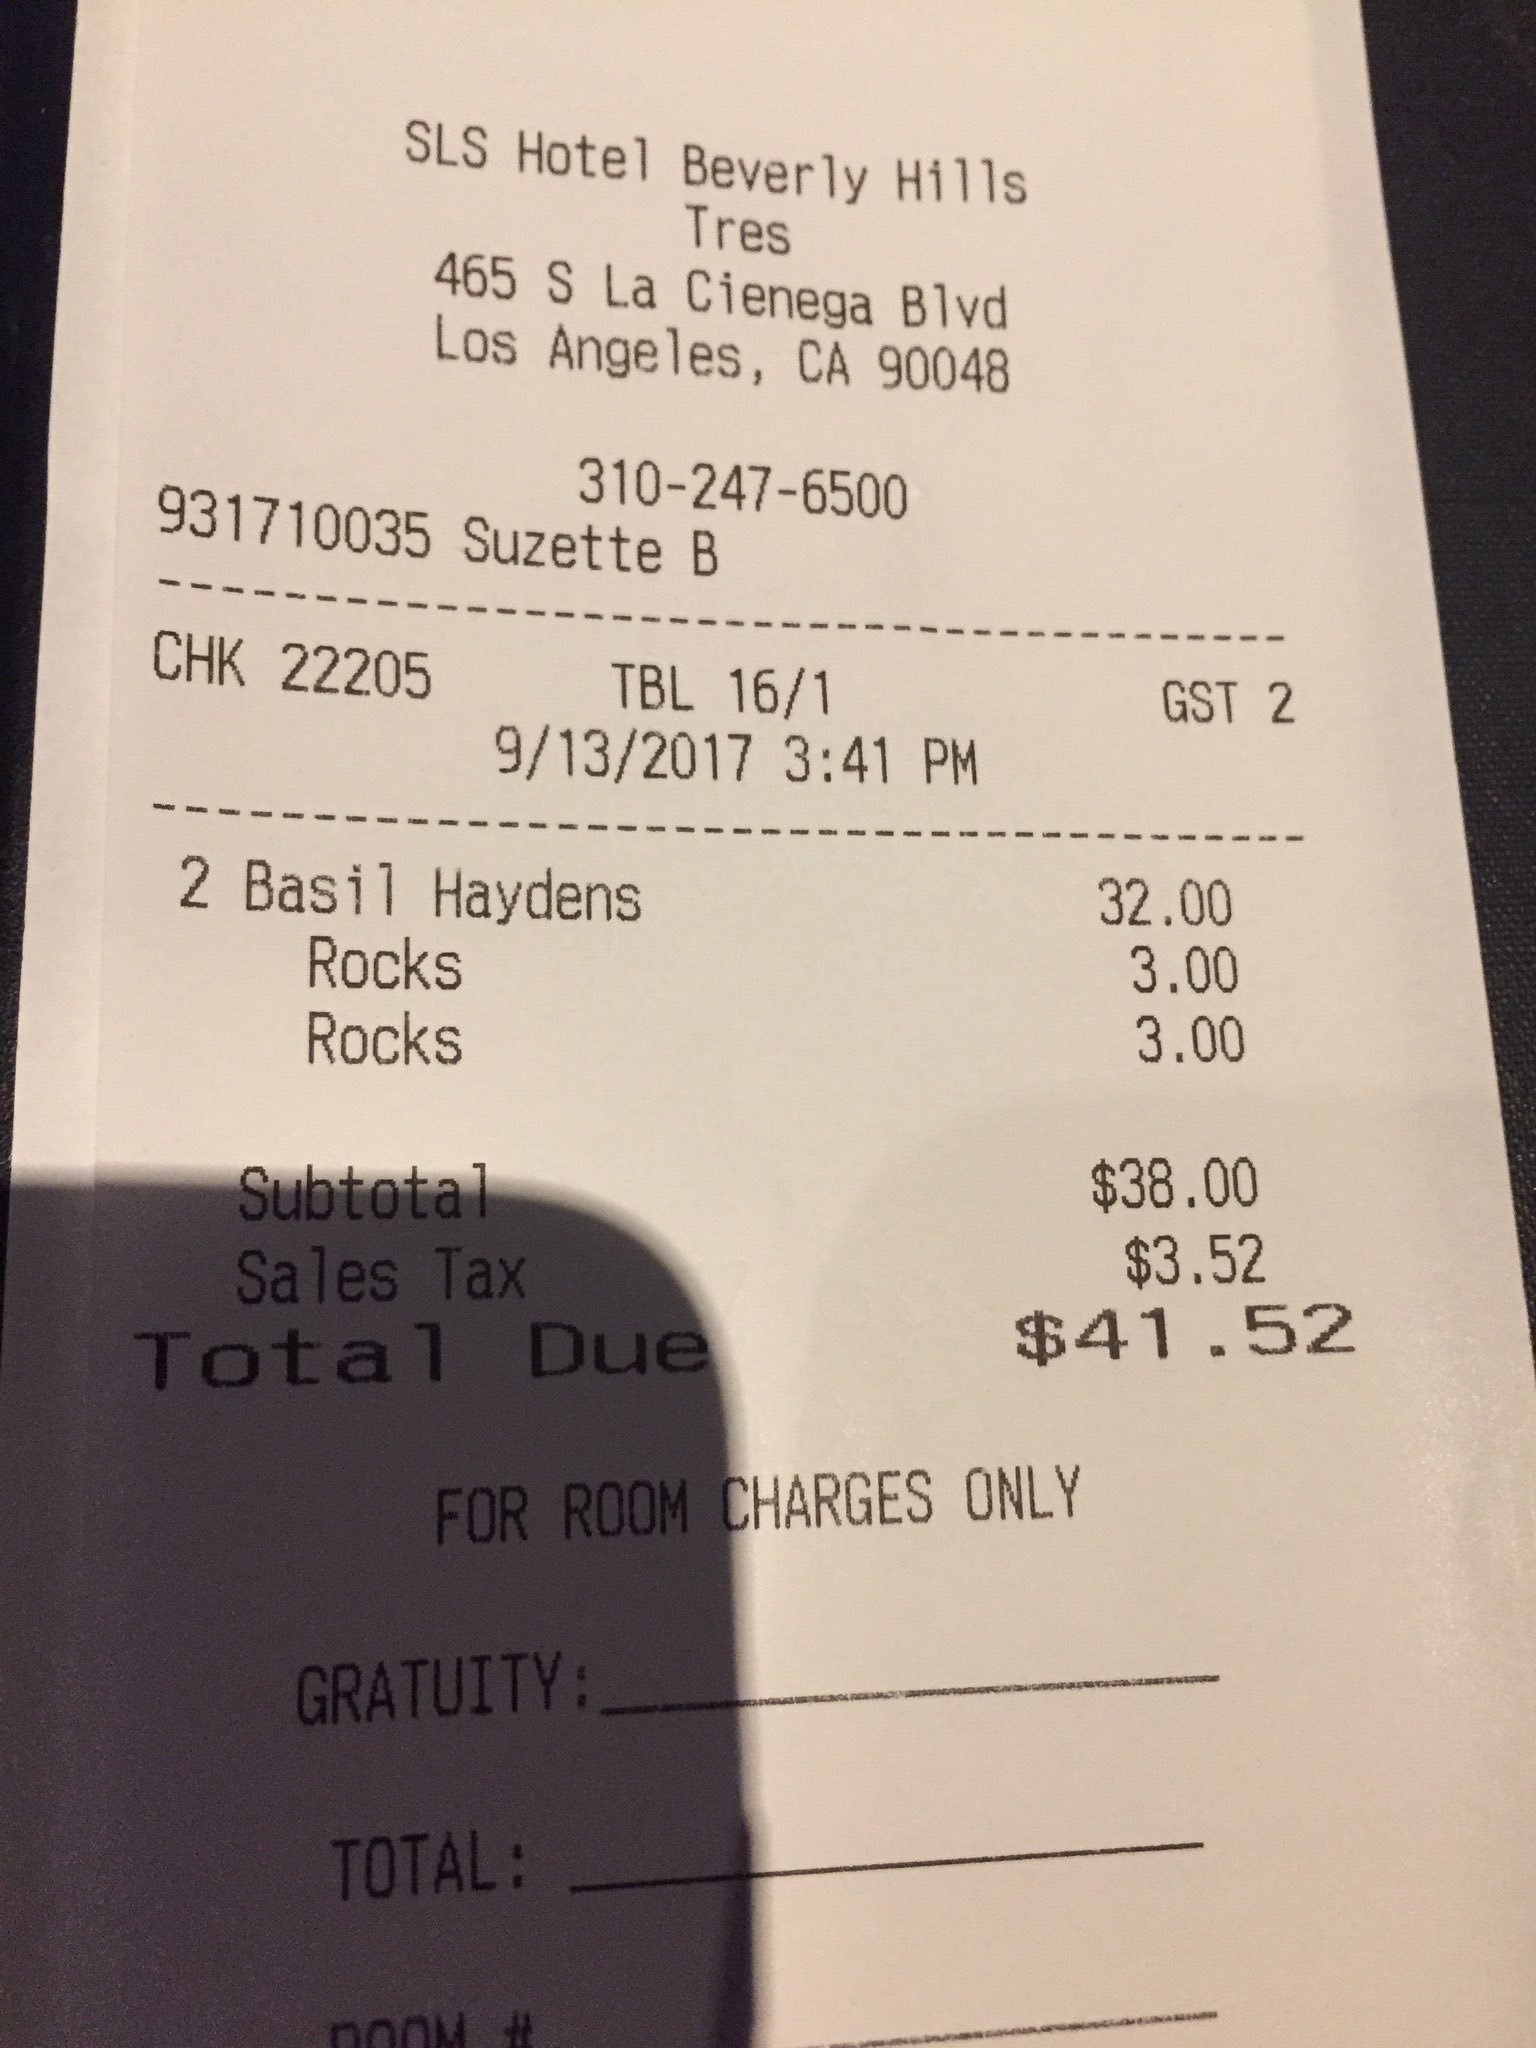 SLS Hotel Beverly Hills
Tres
465 S La Cienega Blvd
Los Angeles, CA 90048
310-247-6500
931710035 Suzette B
--------------------------------------
CHK 22205 TBL 16/1 GST 2
9/13/2017 3:41 PM
--------------------------------------
2 Basil Haydens 32.00
Rocks 3.00
Rocks 3.00
Subtotal $38.00
Sales Tax $3.52
Total Due $41.52
FOR ROOM CHARGES ONLY
GRATUITY:
TOTAL:
ROOM #